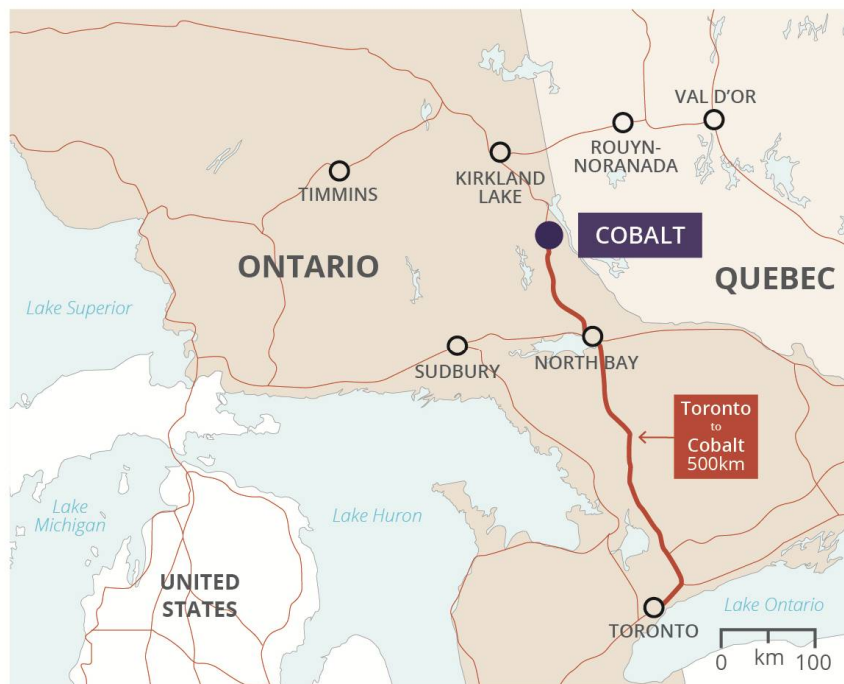 VAL D'OR
ROUYN-
NORANADA
KIRKLAND
LAKE
TIMMINS
COBALT
ONTARIO
QUEBEC
Lake Superior
SUDBURY
NORTH BAY
Toronto
to
Cobalt
500km
Lake
Michigan
Lake Huron
UNITED
STATES
TORONTO
Lake Ontario
0 km 100